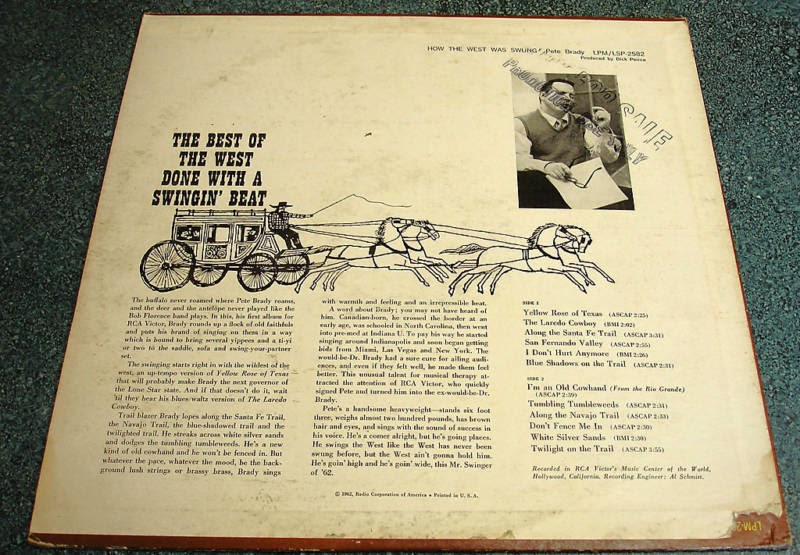 HOW THE WEST WAS SWUNG/Pete Brady LPM/LSP-2582
Produced by Dick Peirce
NOT FOR SALE
THE BEST OF
THE WEST
DONE WITH A
SWINGIN' BEAT
The buffalo never roamed where Pete Brady roams,
and the deer and the antelope never played like the
Bob Florence band plays. In this, his first album for
RCA Victor, Brady rounds up a flock of old faithfuls
and puts his brand of singing on them in a way
which is bound to bring several yippees and a ti-yi
or two to the saddle, sofa and swing-your-partner
set.
The swinging starts right in with the wildest of the
west, an up-tempo version of Yellow Rose of Texas
that will probably make Brady the next governor of
the Lone Star state. And if that doesn't do it, wait
'til they hear his blues/waltz version of The Laredo
Cowboy.
Trail blazer Brady lopes along the Santa Fe Trail,
the Navajo Trail, the blue-shadowed trail and the
twilighted trail. He streaks across white silver sands
and dodges the tumbling tumbleweeds. He's a new
kind of old cowhand and he won't be fenced in. But
whatever the pace, whatever the mood, be the back-
ground lush strings or brassy brass, Brady sings
with warmth and feeling and an irrepressible beat.
A word about Brady; you may not have heard of
him. Canadian-born, he crossed the border at an
early age, was schooled in North Carolina, then went
into pre-med at Indiana U. To pay his way he started
singing around Indianapolis and soon began getting
bids from Miami, Las Vegas and New York. The
would-be-Dr. Brady had a sure cure for ailing audi-
ences, and even if they felt well, he made them feel
better. This unusual talent for musical therapy at-
tracted the attention of RCA Victor, who quickly
signed Pete and turned him into the ex-would-be-Dr.
Brady.
Pete's a handsome heavyweight—stands six foot
three, weighs almost two hundred pounds, has brown
hair and eyes, and sings with the sound of success in
his voice. He's a comer alright, but he's going places.
He swings the West like the West has never been
swung before, but the West ain't gonna hold him.
He's goin' high and he's goin' wide, this Mr. Swinger
of '62.
SIDE 1
Yellow Rose of Texas (ASCAP 2:25)
The Laredo Cowboy (BMI 2:02)
Along the Santa Fe Trail (ASCAP 3:31)
San Fernando Valley (ASCAP 2:55)
I Don't Hurt Anymore (BMI 2:26)
Blue Shadows on the Trail (ASCAP 2:31)
SIDE 2
I'm an Old Cowhand (From the Rio Grande)
(ASCAP 2:39)
Tumbling Tumbleweeds (ASCAP 2:34)
Along the Navajo Trail (ASCAP 2:33)
Don't Fence Me In (ASCAP 2:30)
White Silver Sands (BMI 2:30)
Twilight on the Trail (ASCAP 3:55)
Recorded in RCA Victor's Music Center of the World,
Hollywood, California. Recording Engineer: Al Schmitt
© 1962, Radio Corporation of America • Printed in U. S. A.
LPM-2